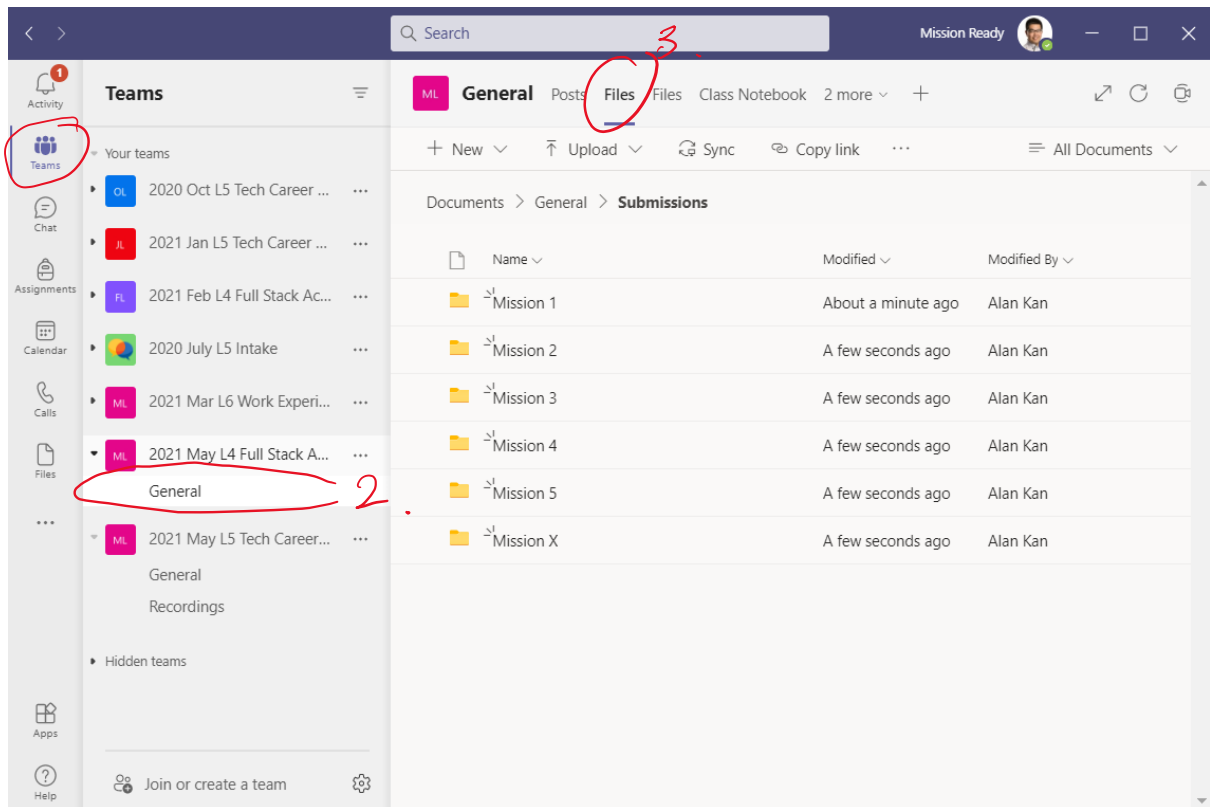 Search
3.
Mission Ready
1
Activity
Teams
Chat
Assignments
Calendar
Calls
Files
Apps
Help
Teams
Your teams
OL 2020 Oct L5 Tech Career ...
JL 2021 Jan L5 Tech Career ...
FL 2021 Feb L4 Full Stack Ac...
2020 July L5 Intake
ML 2021 Mar L6 Work Experi...
ML 2021 May L4 Full Stack A...
General 2.
ML 2021 May L5 Tech Career...
General
Recordings
Hidden teams
Join or create a team
ML General Posts Files Files Class Notebook 2 more
New Upload Sync Copy link ... All Documents
Documents > General > Submissions
Name Modified Modified By
Mission 1 About a minute ago Alan Kan
Mission 2 A few seconds ago Alan Kan
Mission 3 A few seconds ago Alan Kan
Mission 4 A few seconds ago Alan Kan
Mission 5 A few seconds ago Alan Kan
Mission X A few seconds ago Alan Kan